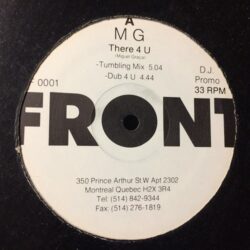 A
M G
There 4 U
(Miguel Graça)
-Tumbling Mix 5.04
-Dub 4 U 4.44
0001
D.J.
Promo
33 RPM
FRONT
350 Prince Arthur St.W Apt 2302
Montreal Quebec H2X 3R4
Tel: (514) 842-9344
Fax: (514) 276-1819